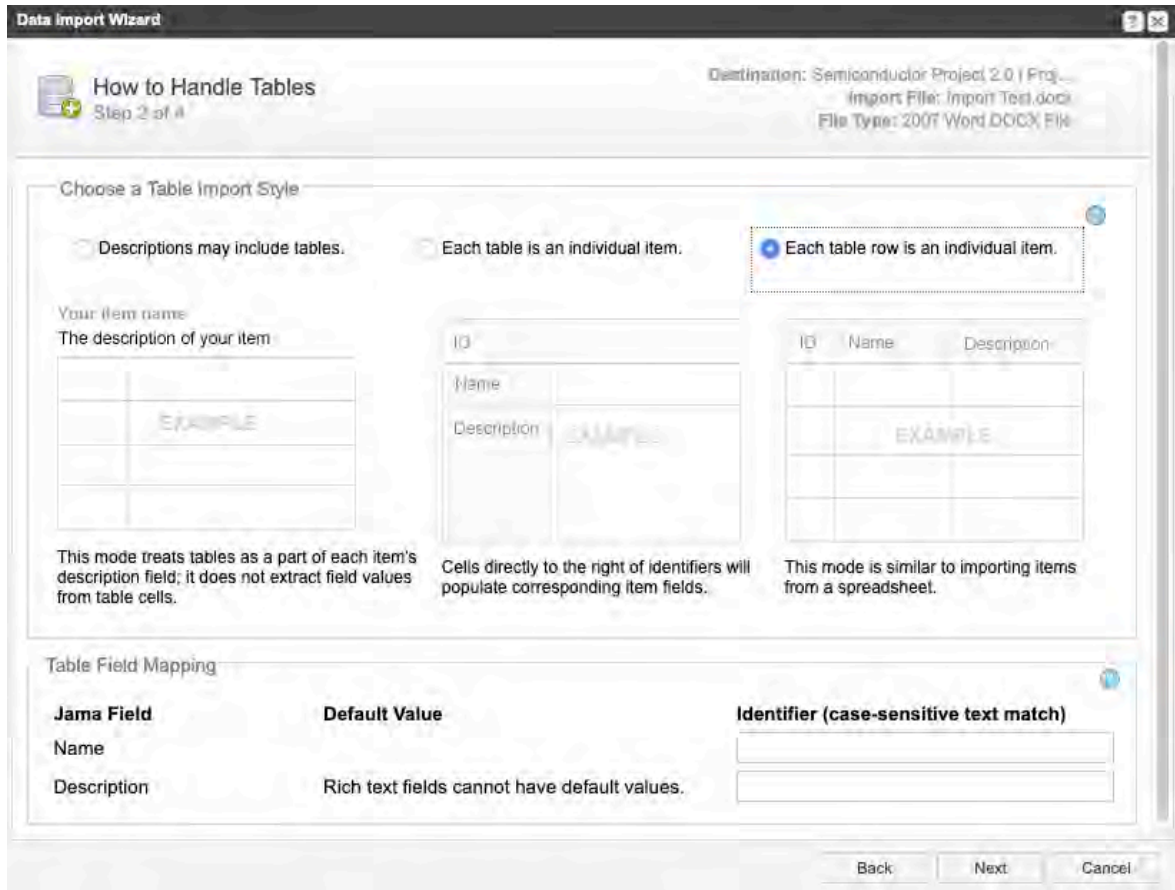 Data Import Wizard
How to Handle Tables
Step 2 of 4
Destination: Semiconductor Project 2.0 | Proj...
Import File: Import Test.docx
File Type: 2007 Word DOCX File
Choose a Table Import Style
Descriptions may include tables.
Each table is an individual item.
Each table row is an individual item.
Your item name
The description of your item
EXAMPLE
ID
Name
Description
EXAMPLE
ID Name Description
EXAMPLE
This mode treats tables as a part of each item's
description field; it does not extract field values
from table cells.
Cells directly to the right of identifiers will
populate corresponding item fields.
This mode is similar to importing items
from a spreadsheet.
Table Field Mapping
Jama Field Default Value Identifier (case-sensitive text match)
Name
Description Rich text fields cannot have default values.
Back Next Cancel